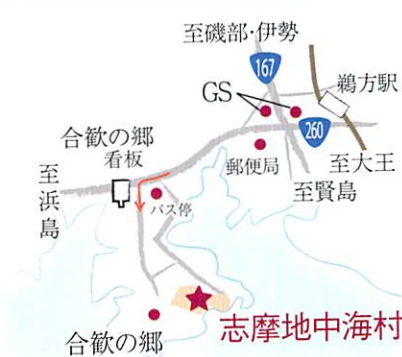 至磯部・伊勢
167
鵜方駅
GS
260
合歓の郷
看板
郵便局
至大王
至賢島
至浜島
バス停
合歓の郷
志摩地中海村